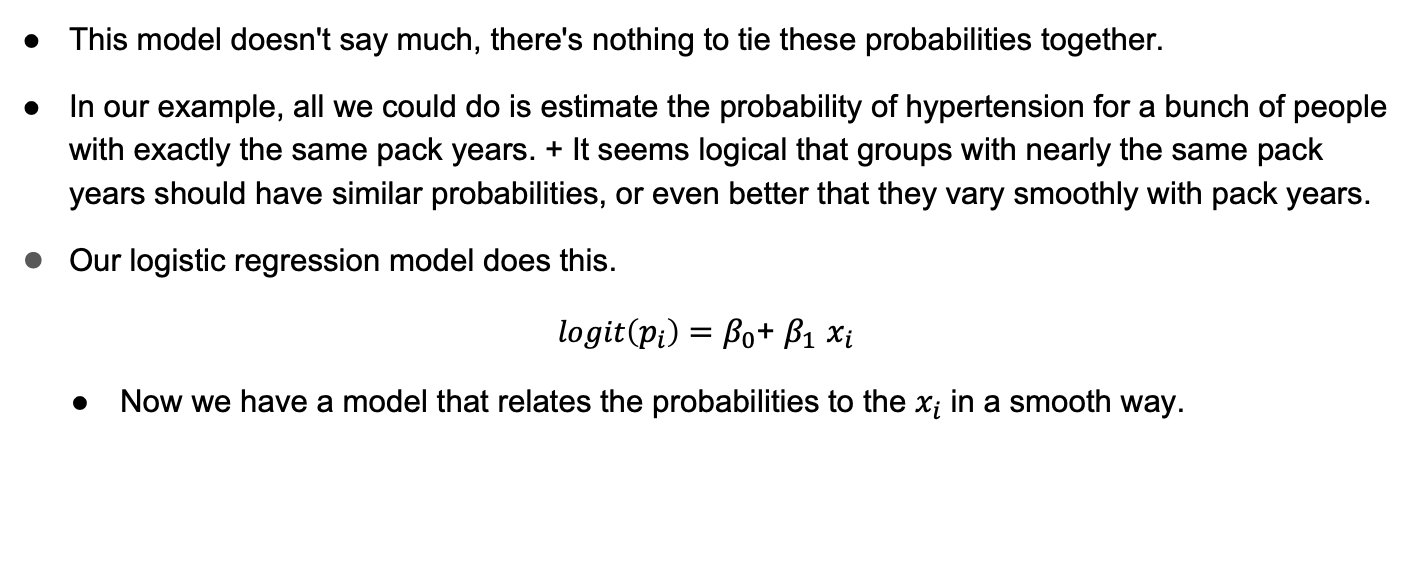 ● This model doesn't say much, there's nothing to tie these probabilities together.
● In our example, all we could do is estimate the probability of hypertension for a bunch of people
with exactly the same pack years. + It seems logical that groups with nearly the same pack
years should have similar probabilities, or even better that they vary smoothly with pack years.
● Our logistic regression model does this.
logit(pᵢ) = β₀+ β₁ xᵢ
● Now we have a model that relates the probabilities to the xᵢ in a smooth way.